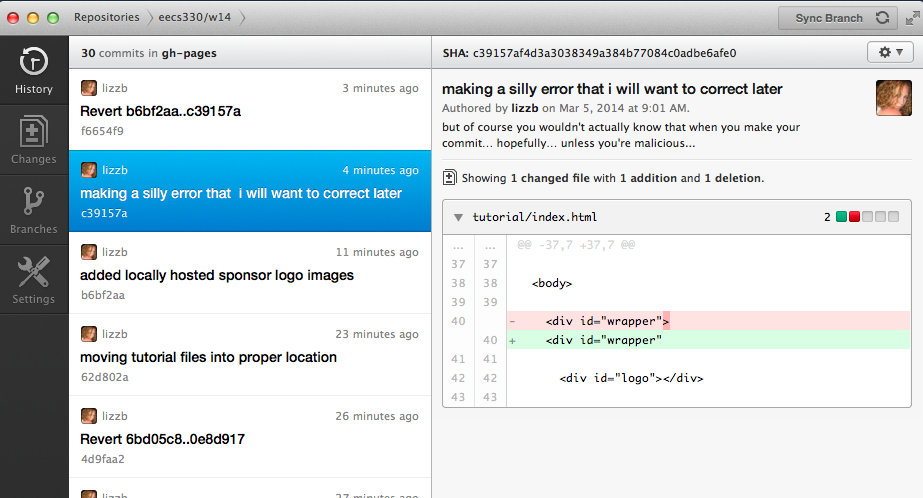 Repositories eecs330/w14
Sync Branch
History
Changes
Branches
Settings
30 commits in gh-pages
lizzb 3 minutes ago
Revert b6bf2aa..c39157a
f6654f9
lizzb 4 minutes ago
making a silly error that  i will want to correct later
c39157a
lizzb 11 minutes ago
added locally hosted sponsor logo images
b6bf2aa
lizzb 23 minutes ago
moving tutorial files into proper location
62d802a
lizzb 26 minutes ago
Revert 6bd05c8..0e8d917
4d9faa2
lizzb 27 minutes ago
SHA: c39157af4d3a3038349a384b77084c0adbe6afe0
making a silly error that i will want to correct later
Authored by lizzb on Mar 5, 2014 at 9:01 AM.
but of course you wouldn't actually know that when you make your
commit... hopefully... unless you're malicious...
Showing 1 changed file with 1 addition and 1 deletion.
tutorial/index.html 2
... ... @@ -37,7 +37,7 @@
37 37
38 38 <body>
39 39
40 - <div id="wrapper">
40 + <div id="wrapper"
41 41
42 42 <div id="logo"></div>
43 43